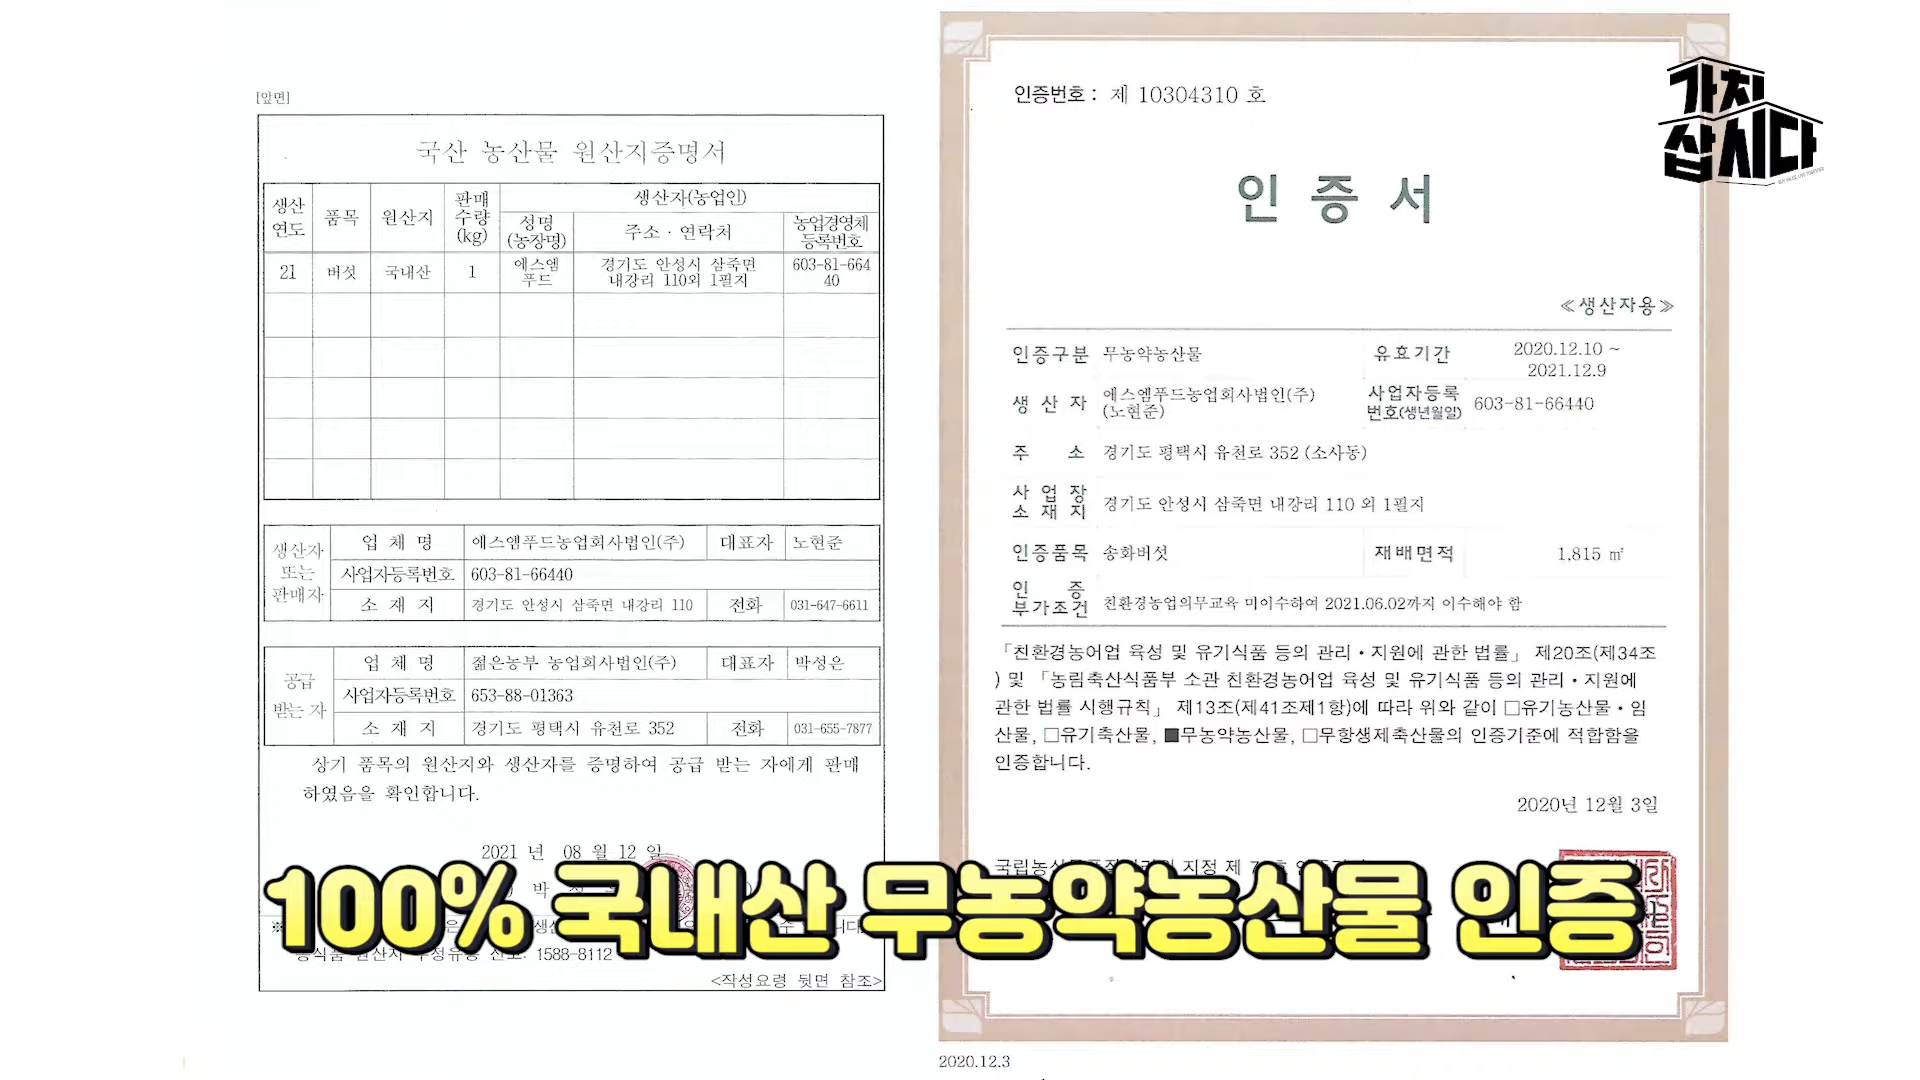 [앞면]
국산 농산물 원산지증명서
생산연도 품목 원산지 판매수량(kg) 생산자(농업인)
성명(농장명) 주소·연락처 농업경영체등록번호
21 버섯 국내산 1 에스엠푸드 경기도 안성시 삼죽면 내강리 110외 1필지 603-81-66440
생산자 또는 판매자
업 체 명 에스엠푸드농업회사법인(주) 대표자 노현준
사업자등록번호 603-81-66440
소 재 지 경기도 안성시 삼죽면 내강리 110 전화 031-647-6611
공급받는 자
업 체 명 젊은농부 농업회사법인(주) 대표자 박성은
사업자등록번호 653-88-01363
소 재 지 경기도 평택시 유천로 352 전화 031-655-7877
상기 품목의 원산지와 생산자를 증명하여 공급 받는 자에게 판매
하였음을 확인합니다.
2021 년 08 월 12 일
1588-8112
<작성요령 뒷면 참조>
인증번호 : 제 10304310 호
가치
삽시다
인 증 서
≪생산자용≫
인증구분 무농약농산물 유효기간 2020.12.10 ~
2021.12.9
생 산 자 에스엠푸드농업회사법인(주)
(노현준)
사업자등록
번호(생년월일) 603-81-66440
주 소 경기도 평택시 유천로 352 (소사동)
사 업 장
소 재 지 경기도 안성시 삼죽면 내강리 110 외 1필지
인증품목 송화버섯 재배면적 1,815 ㎡
인 증
부가조건 친환경농업의무교육 미이수하여 2021.06.02까지 이수해야 함
「친환경농어업 육성 및 유기식품 등의 관리·지원에 관한 법률」 제20조(제34조
) 및 「농림축산식품부 소관 친환경농어업 육성 및 유기식품 등의 관리·지원에
관한 법률 시행규칙」 제13조(제41조제1항)에 따라 위와 같이 □유기농산물·임
산물, □유기축산물, ■무농약농산물, □무항생제축산물의 인증기준에 적합함을
인증합니다.
2020년 12월 3일
100% 국내산 무농약농산물 인증
2020.12.3